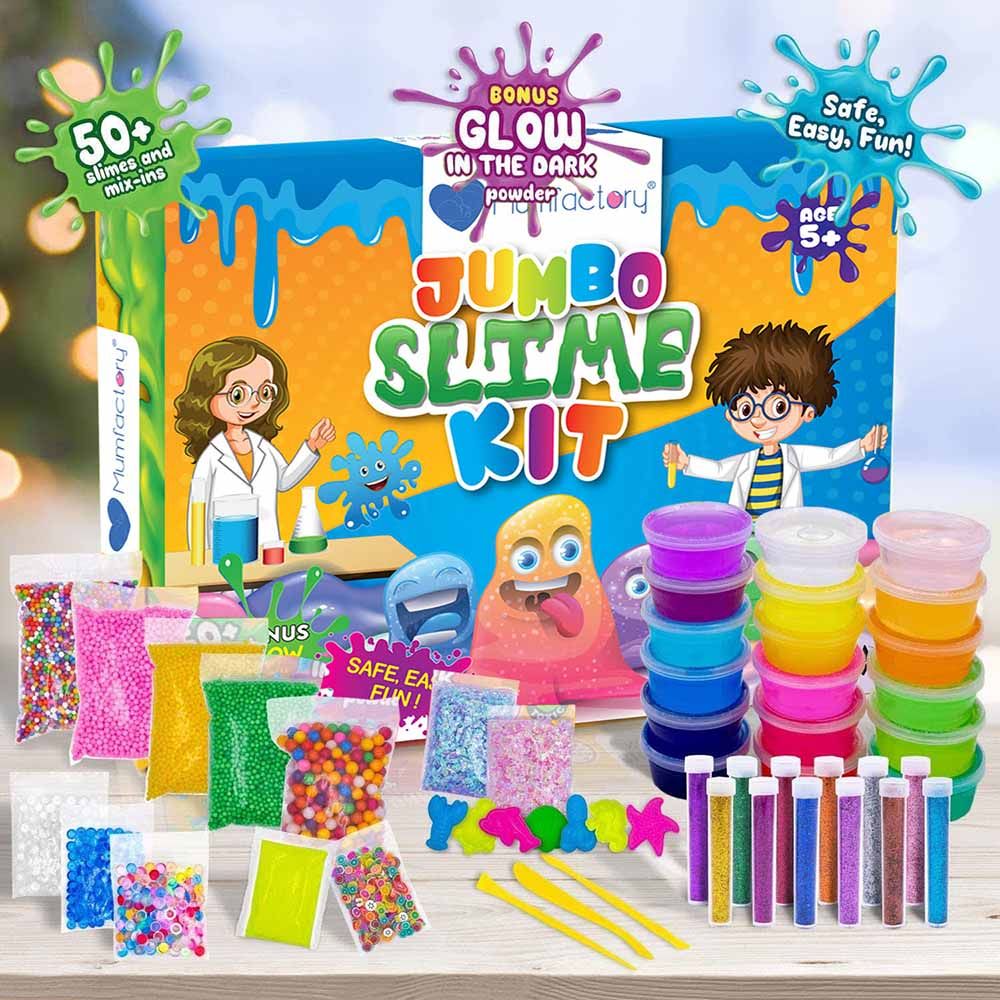 50+
slimes and
mix-ins
BONUS
GLOW
IN THE DARK
powder
Safe,
Easy, Fun!
Mumfactory®
AGE
5+
JUMBO
SLIME
KIT
Mumfactory®
SAFE, EASY,
FUN !